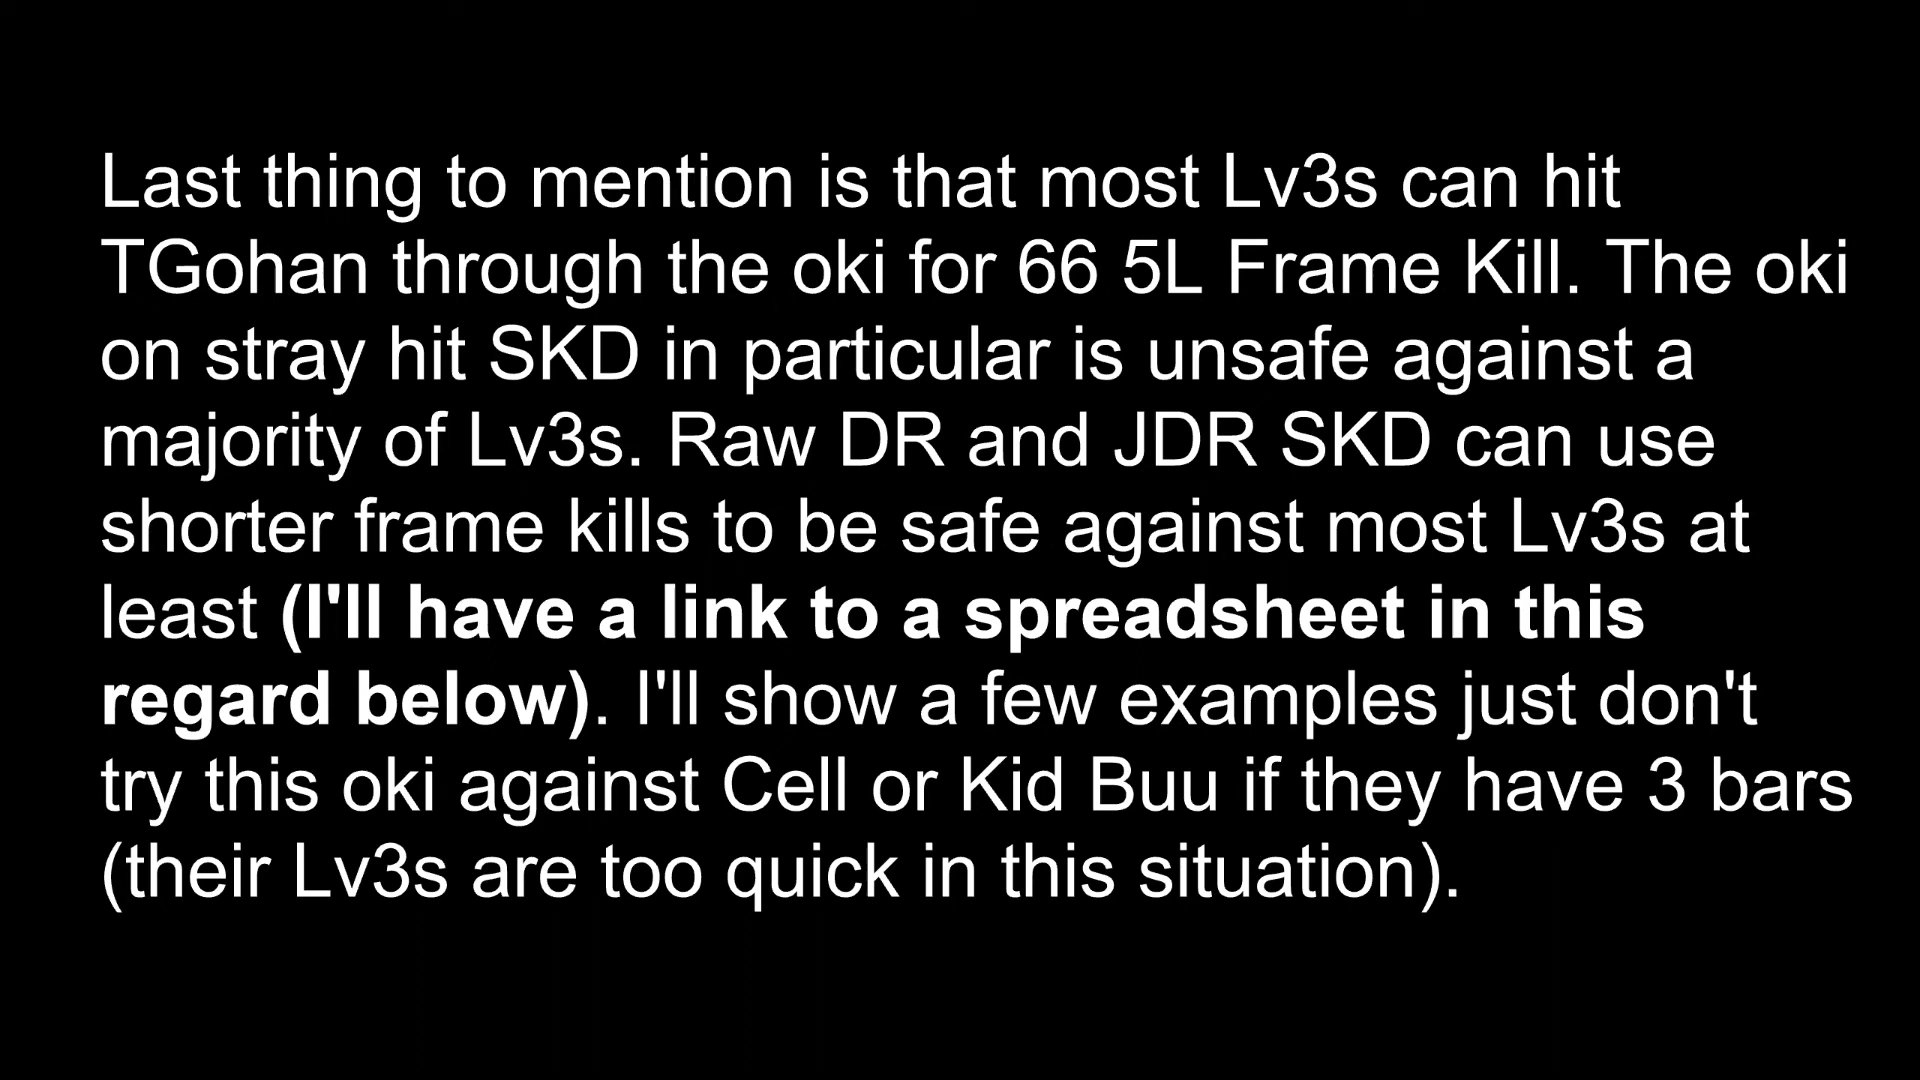 Last thing to mention is that most Lv3s can hit
TGohan through the oki for 66 5L Frame Kill. The oki
on stray hit SKD in particular is unsafe against a
majority of Lv3s. Raw DR and JDR SKD can use
shorter frame kills to be safe against most Lv3s at
least (I'll have a link to a spreadsheet in this
regard below). I'll show a few examples just don't
try this oki against Cell or Kid Buu if they have 3 bars
(their Lv3s are too quick in this situation).